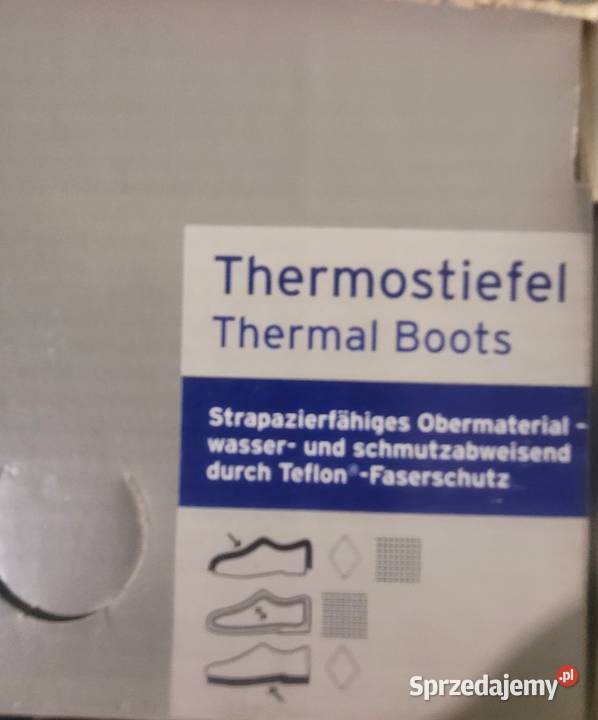 Thermostiefel
Thermal Boots
Strapazierfähiges Obermaterial -
wasser- und schmutzabweisend
durch Teflon®-Faserschutz
Sprzedajemy.pl